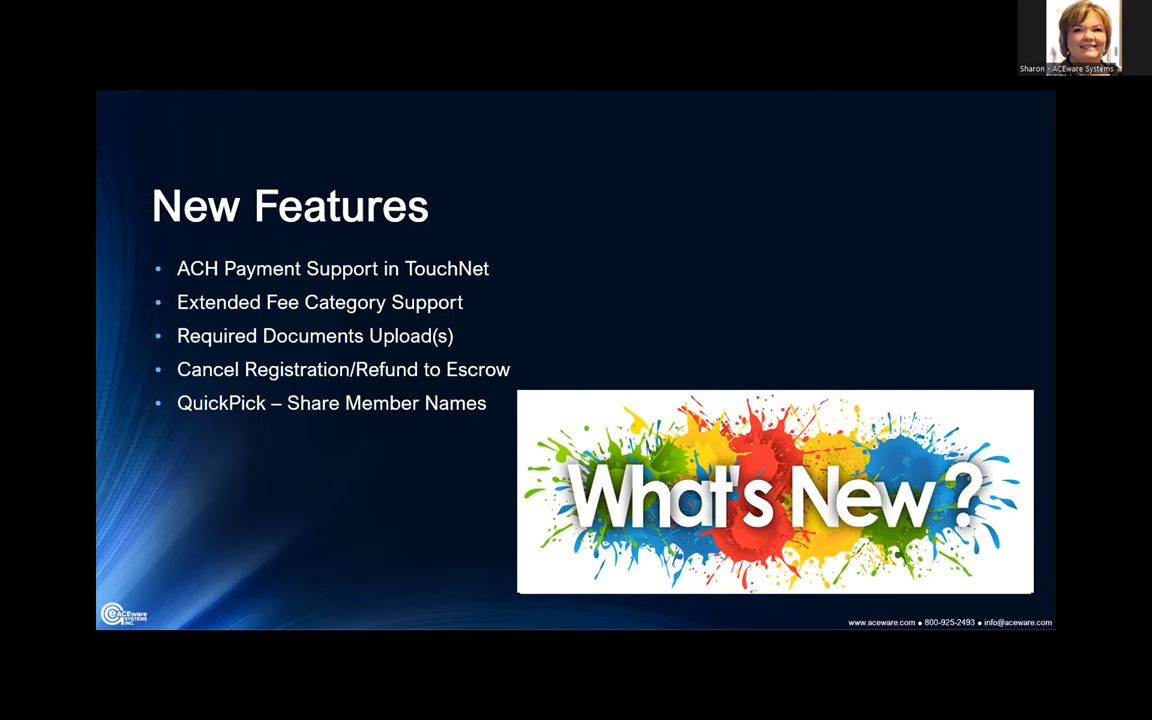 Sharon - ACEware Systems
New Features
• ACH Payment Support in TouchNet
• Extended Fee Category Support
• Required Documents Upload(s)
• Cancel Registration/Refund to Escrow
• QuickPick – Share Member Names
What's New?
ACEware
SYSTEMS
INC.
www.aceware.com ● 800-925-2493 ● info@aceware.com